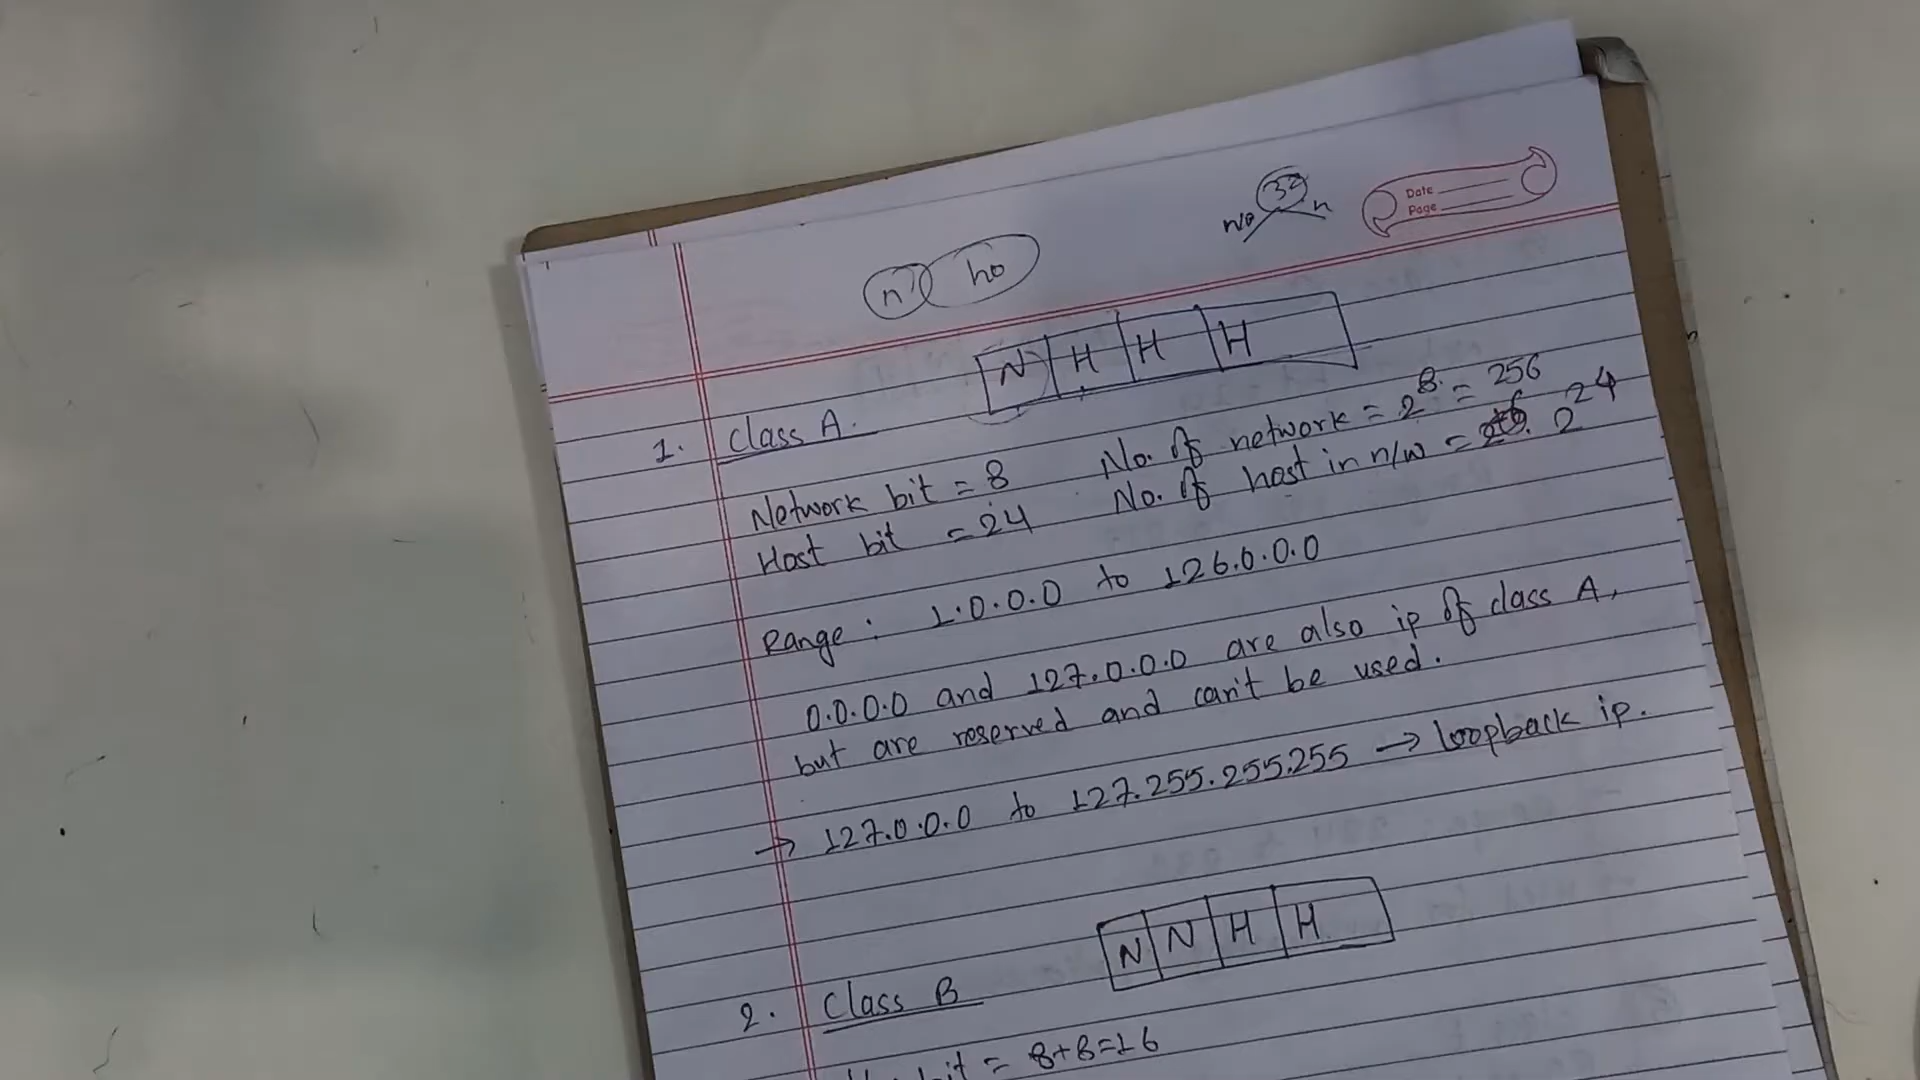 32
n/w n
Date
Page
n ho
N H H H
1. Class A.
Network bit = 8 No. of network = 2^8 = 256
Host bit = 24 No. of host in n/w = 2^24
Range : 1.0.0.0 to 126.0.0.0
0.0.0.0 and 127.0.0.0 are also ip of class A,
but are reserved and can't be used.
→ 127.0.0.0 to 127.255.255.255 → loopback ip.
N N H H
2. Class B
bit = 8+8=16